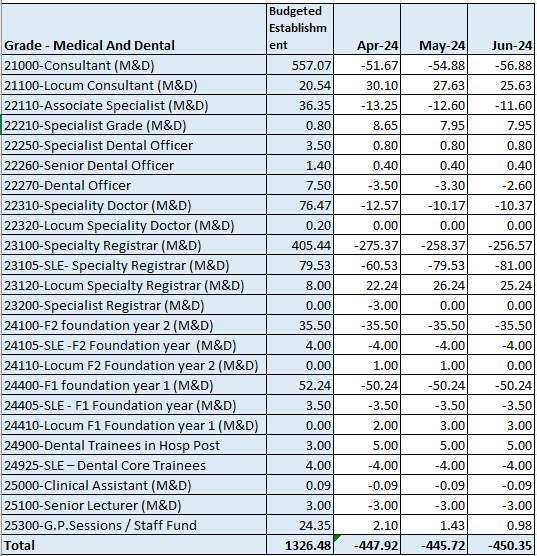 Grade - Medical And Dental Budgeted Establishm ent Apr-24 May-24 Jun-24
21000-Consultant (M&D) 557.07 -51.67 -54.88 -56.88
21100-Locum Consultant (M&D) 20.54 30.10 27.63 25.63
22110-Associate Specialist (M&D) 36.35 -13.25 -12.60 -11.60
22210-Specialist Grade (M&D) 0.80 8.65 7.95 7.95
22250-Specialist Dental Officer 3.50 0.80 0.80 0.80
22260-Senior Dental Officer 1.40 0.40 0.40 0.40
22270-Dental Officer 7.50 -3.50 -3.30 -2.60
22310-Specialty Doctor (M&D) 76.47 -12.57 -10.17 -10.37
22320-Locum Speciality Doctor (M&D) 0.20 0.00 0.00 0.00
23100-Specialty Registrar (M&D) 405.44 -275.37 -258.37 -256.57
23105-SLE- Specialty Registrar (M&D) 79.53 -60.53 -79.53 -81.00
23120-Locum Specialty Registrar (M&D) 8.00 22.24 26.24 25.24
23200-Specialist Registrar (M&D) 0.00 -3.00 0.00 0.00
24100-F2 foundation year 2 (M&D) 35.50 -35.50 -35.50 -35.50
24105-SLE -F2 Foundation year  (M&D) 4.00 -4.00 -4.00 -4.00
24110-Locum F2 Foundation year 2 (M&D) 0.00 1.00 1.00 0.00
24400-F1 foundation year 1 (M&D) 52.24 -50.24 -50.24 -50.24
24405-SLE - F1 Foundation year (M&D) 3.50 -3.50 -3.50 -3.50
24410-Locum F1 Foundation year 1 (M&D) 0.00 2.00 3.00 3.00
24900-Dental Trainees in Hosp Post 3.00 5.00 5.00 5.00
24925-SLE – Dental Core Trainees 4.00 -4.00 -4.00 -4.00
25000-Clinical Assistant (M&D) 0.09 -0.09 -0.09 -0.09
25100-Senior Lecturer (M&D) 3.00 -3.00 -3.00 -3.00
25300-G.P.Sessions / Staff Fund 24.35 2.10 1.43 0.98
Total 1326.48 -447.92 -445.72 -450.35